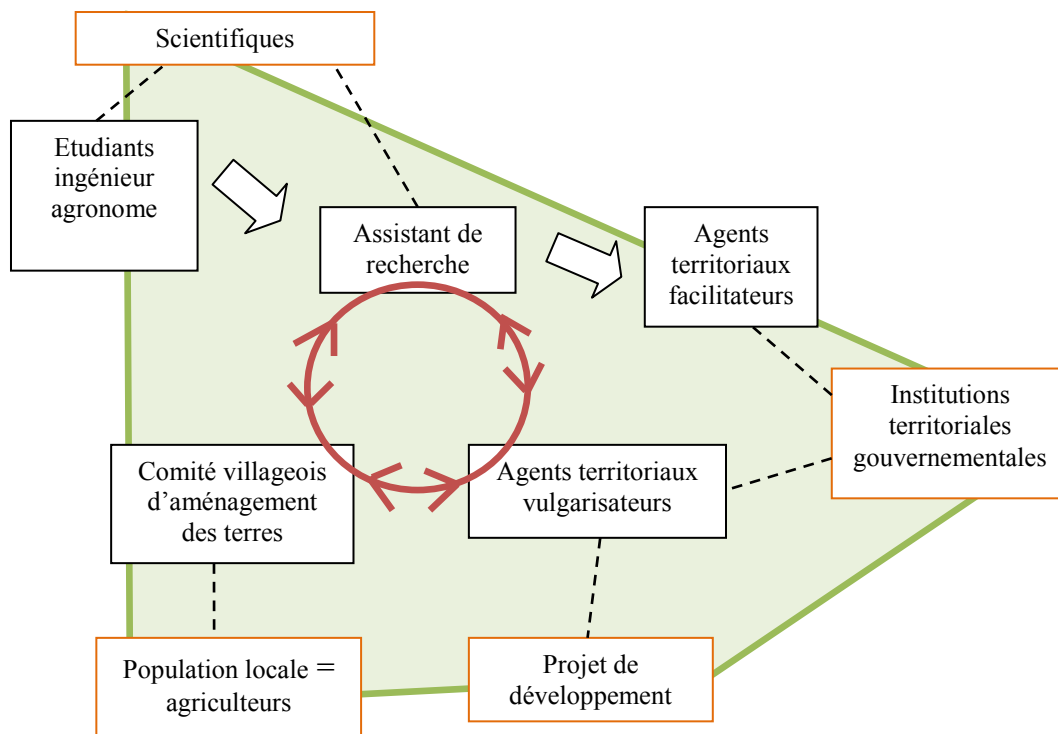 Scientifiques
Etudiants
ingénieur
agronome
Assistant de
recherche
Agents
territoriaux
facilitateurs
Institutions
territoriales
gouvernementales
Comité villageois
d’aménagement
des terres
Agents territoriaux
vulgarisateurs
Population locale =
agriculteurs
Projet de
développement